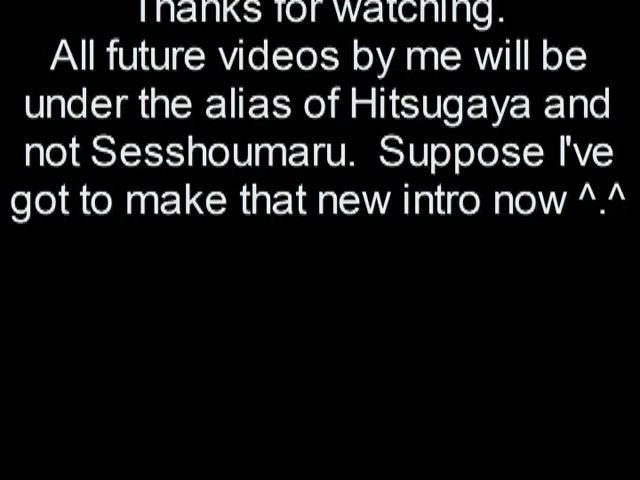 Thanks for watching.
All future videos by me will be
under the alias of Hitsugaya and
not Sesshoumaru.  Suppose I've
got to make that new intro now ^.^